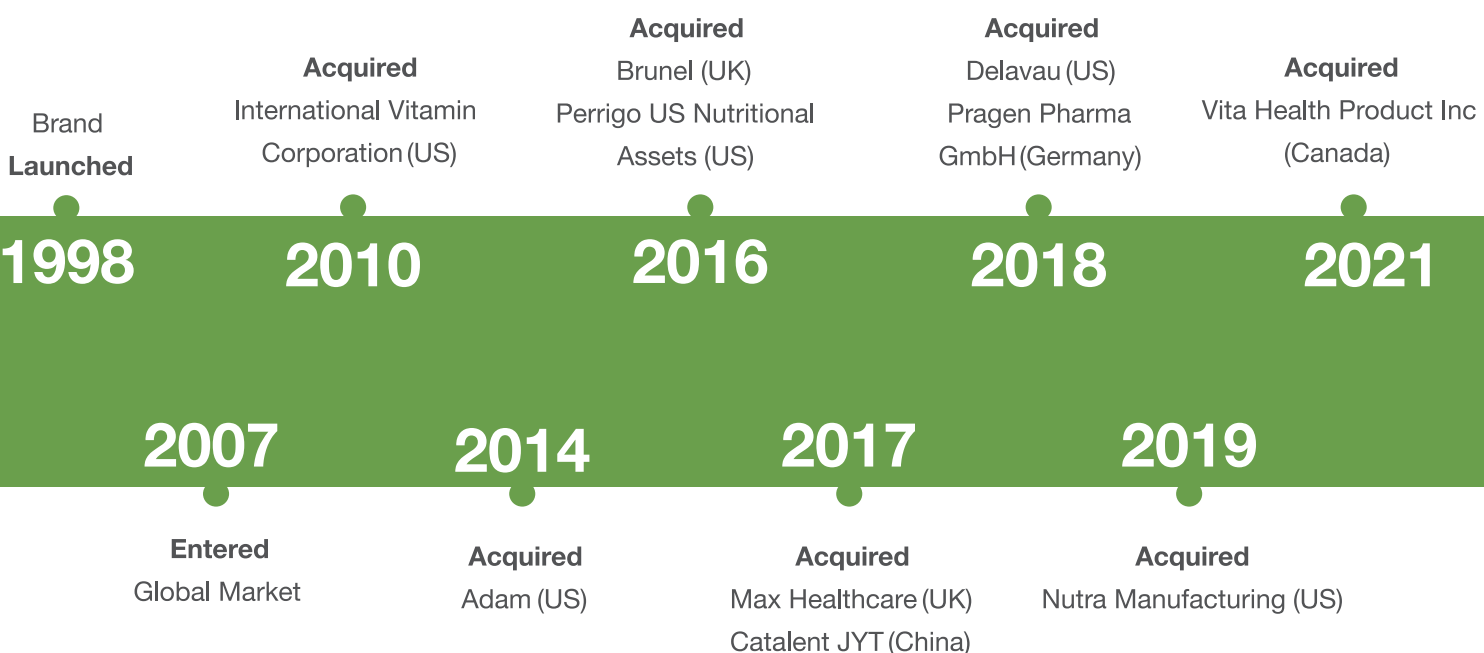 Brand
Launched
1998
Acquired
International Vitamin
Corporation (US)
2010
Acquired
Brunel (UK)
Perrigo US Nutritional
Assets (US)
2016
Acquired
Delavau (US)
Pragen Pharma
GmbH (Germany)
2018
Acquired
Vita Health Product Inc
(Canada)
2021
2007
Entered
Global Market
2014
Acquired
Adam (US)
2017
Acquired
Max Healthcare (UK)
Catalent JYT (China)
2019
Acquired
Nutra Manufacturing (US)